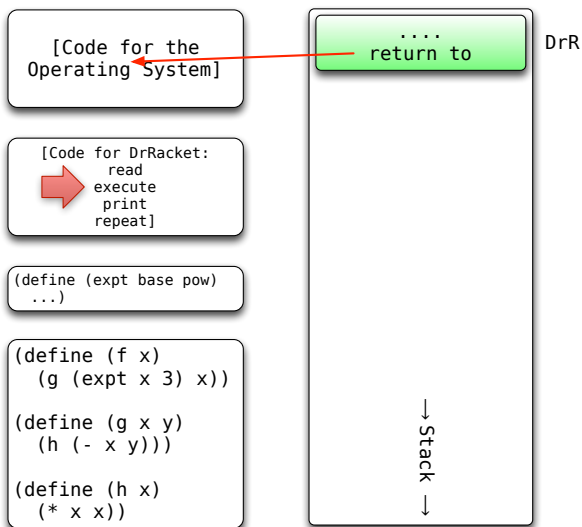 [Code for the
Operating System]
....
return to
DrR
[Code for DrRacket:
read
execute
print
repeat]
(define (expt base pow)
...)
(define (f x)
(g (expt x 3) x))
(define (g x y)
(h (- x y)))
(define (h x)
(* x x))
→ Stack →